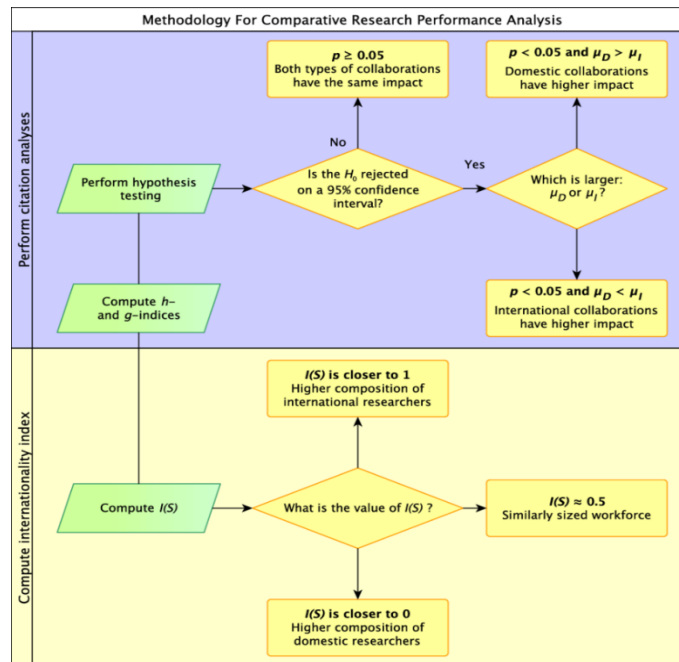 Methodology For Comparative Research Performance Analysis
Perform citation analyses
p ≥ 0.05
Both types of collaborations
have the same impact
p < 0.05 and μD > μI
Domestic collaborations
have higher impact
No
Perform hypothesis
testing
Is the H0 rejected
on a 95% confidence
interval?
Yes
Which is larger:
μD or μI?
Compute h–
and g–indices
p < 0.05 and μD < μI
International collaborations
have higher impact
Compute internationality index
I(S) is closer to 1
Higher composition of
international researchers
Compute I(S)
What is the value of I(S) ?
I(S) ≈ 0.5
Similarly sized workforce
I(S) is closer to 0
Higher composition of
domestic researchers